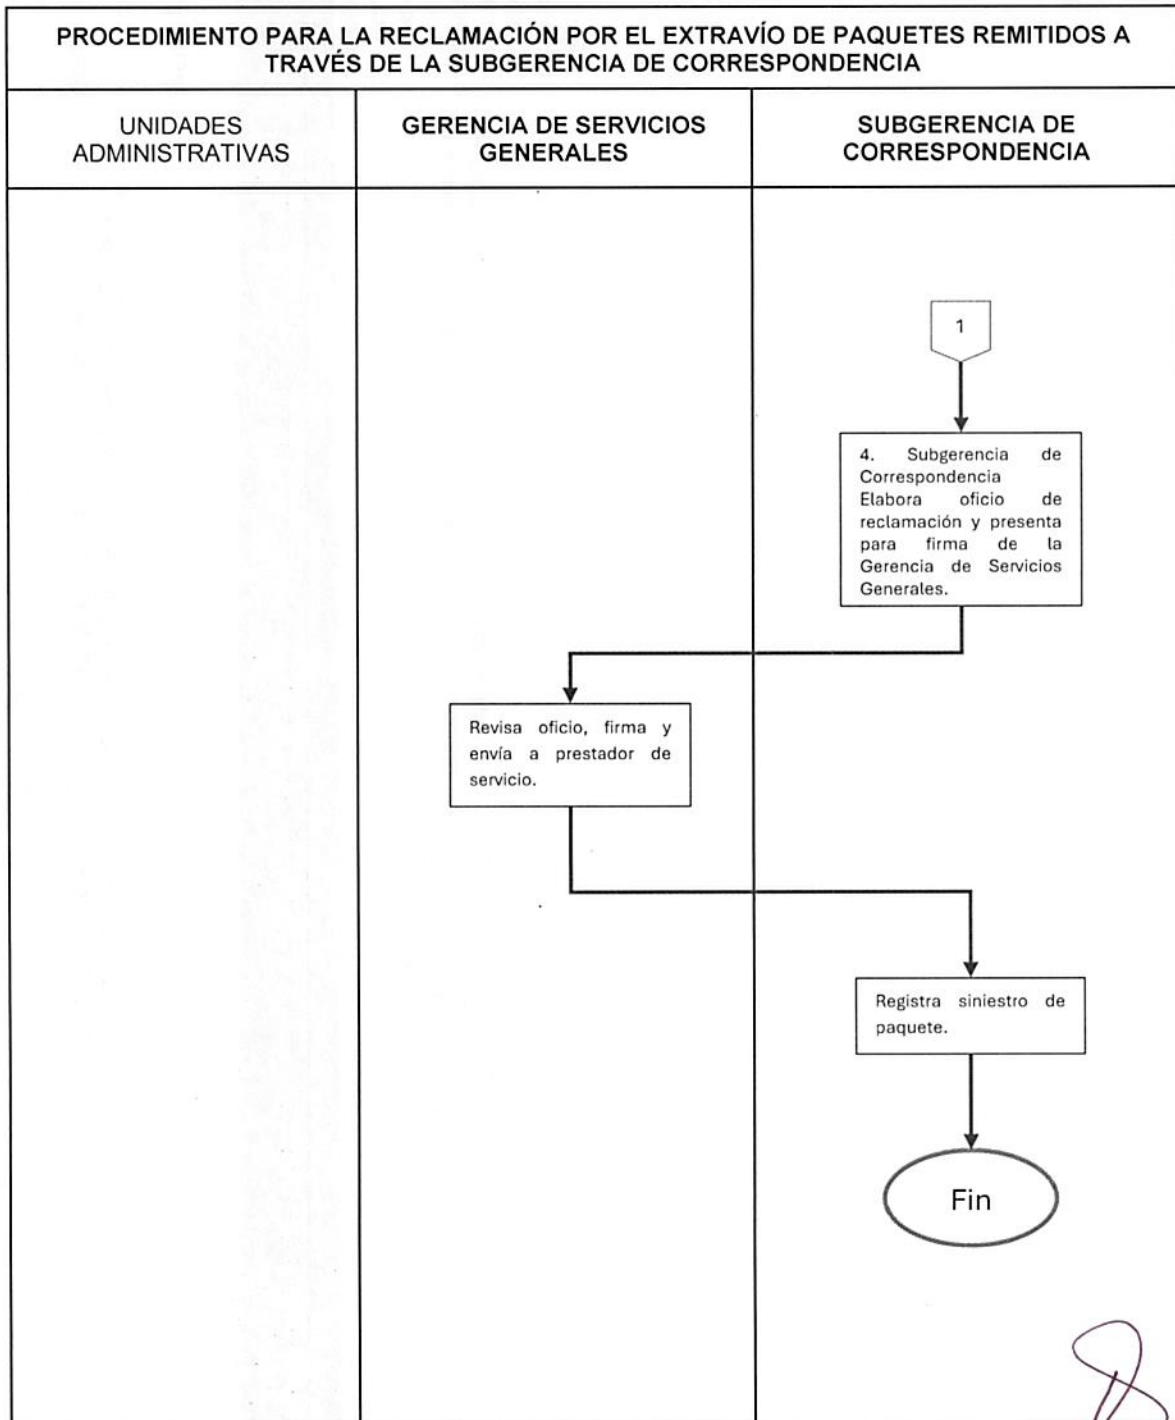 PROCEDIMIENTO PARA LA RECLAMACIÓN POR EL EXTRAVÍO DE PAQUETES REMITIDOS A
TRAVÉS DE LA SUBGERENCIA DE CORRESPONDENCIA
UNIDADES
ADMINISTRATIVAS
GERENCIA DE SERVICIOS
GENERALES
SUBGERENCIA DE
CORRESPONDENCIA
1
4. Subgerencia de
Correspondencia
Elabora oficio de
reclamación y presenta
para firma de la
Gerencia de Servicios
Generales.
Revisa oficio, firma y
envía a prestador de
servicio.
Registra siniestro de
paquete.
Fin